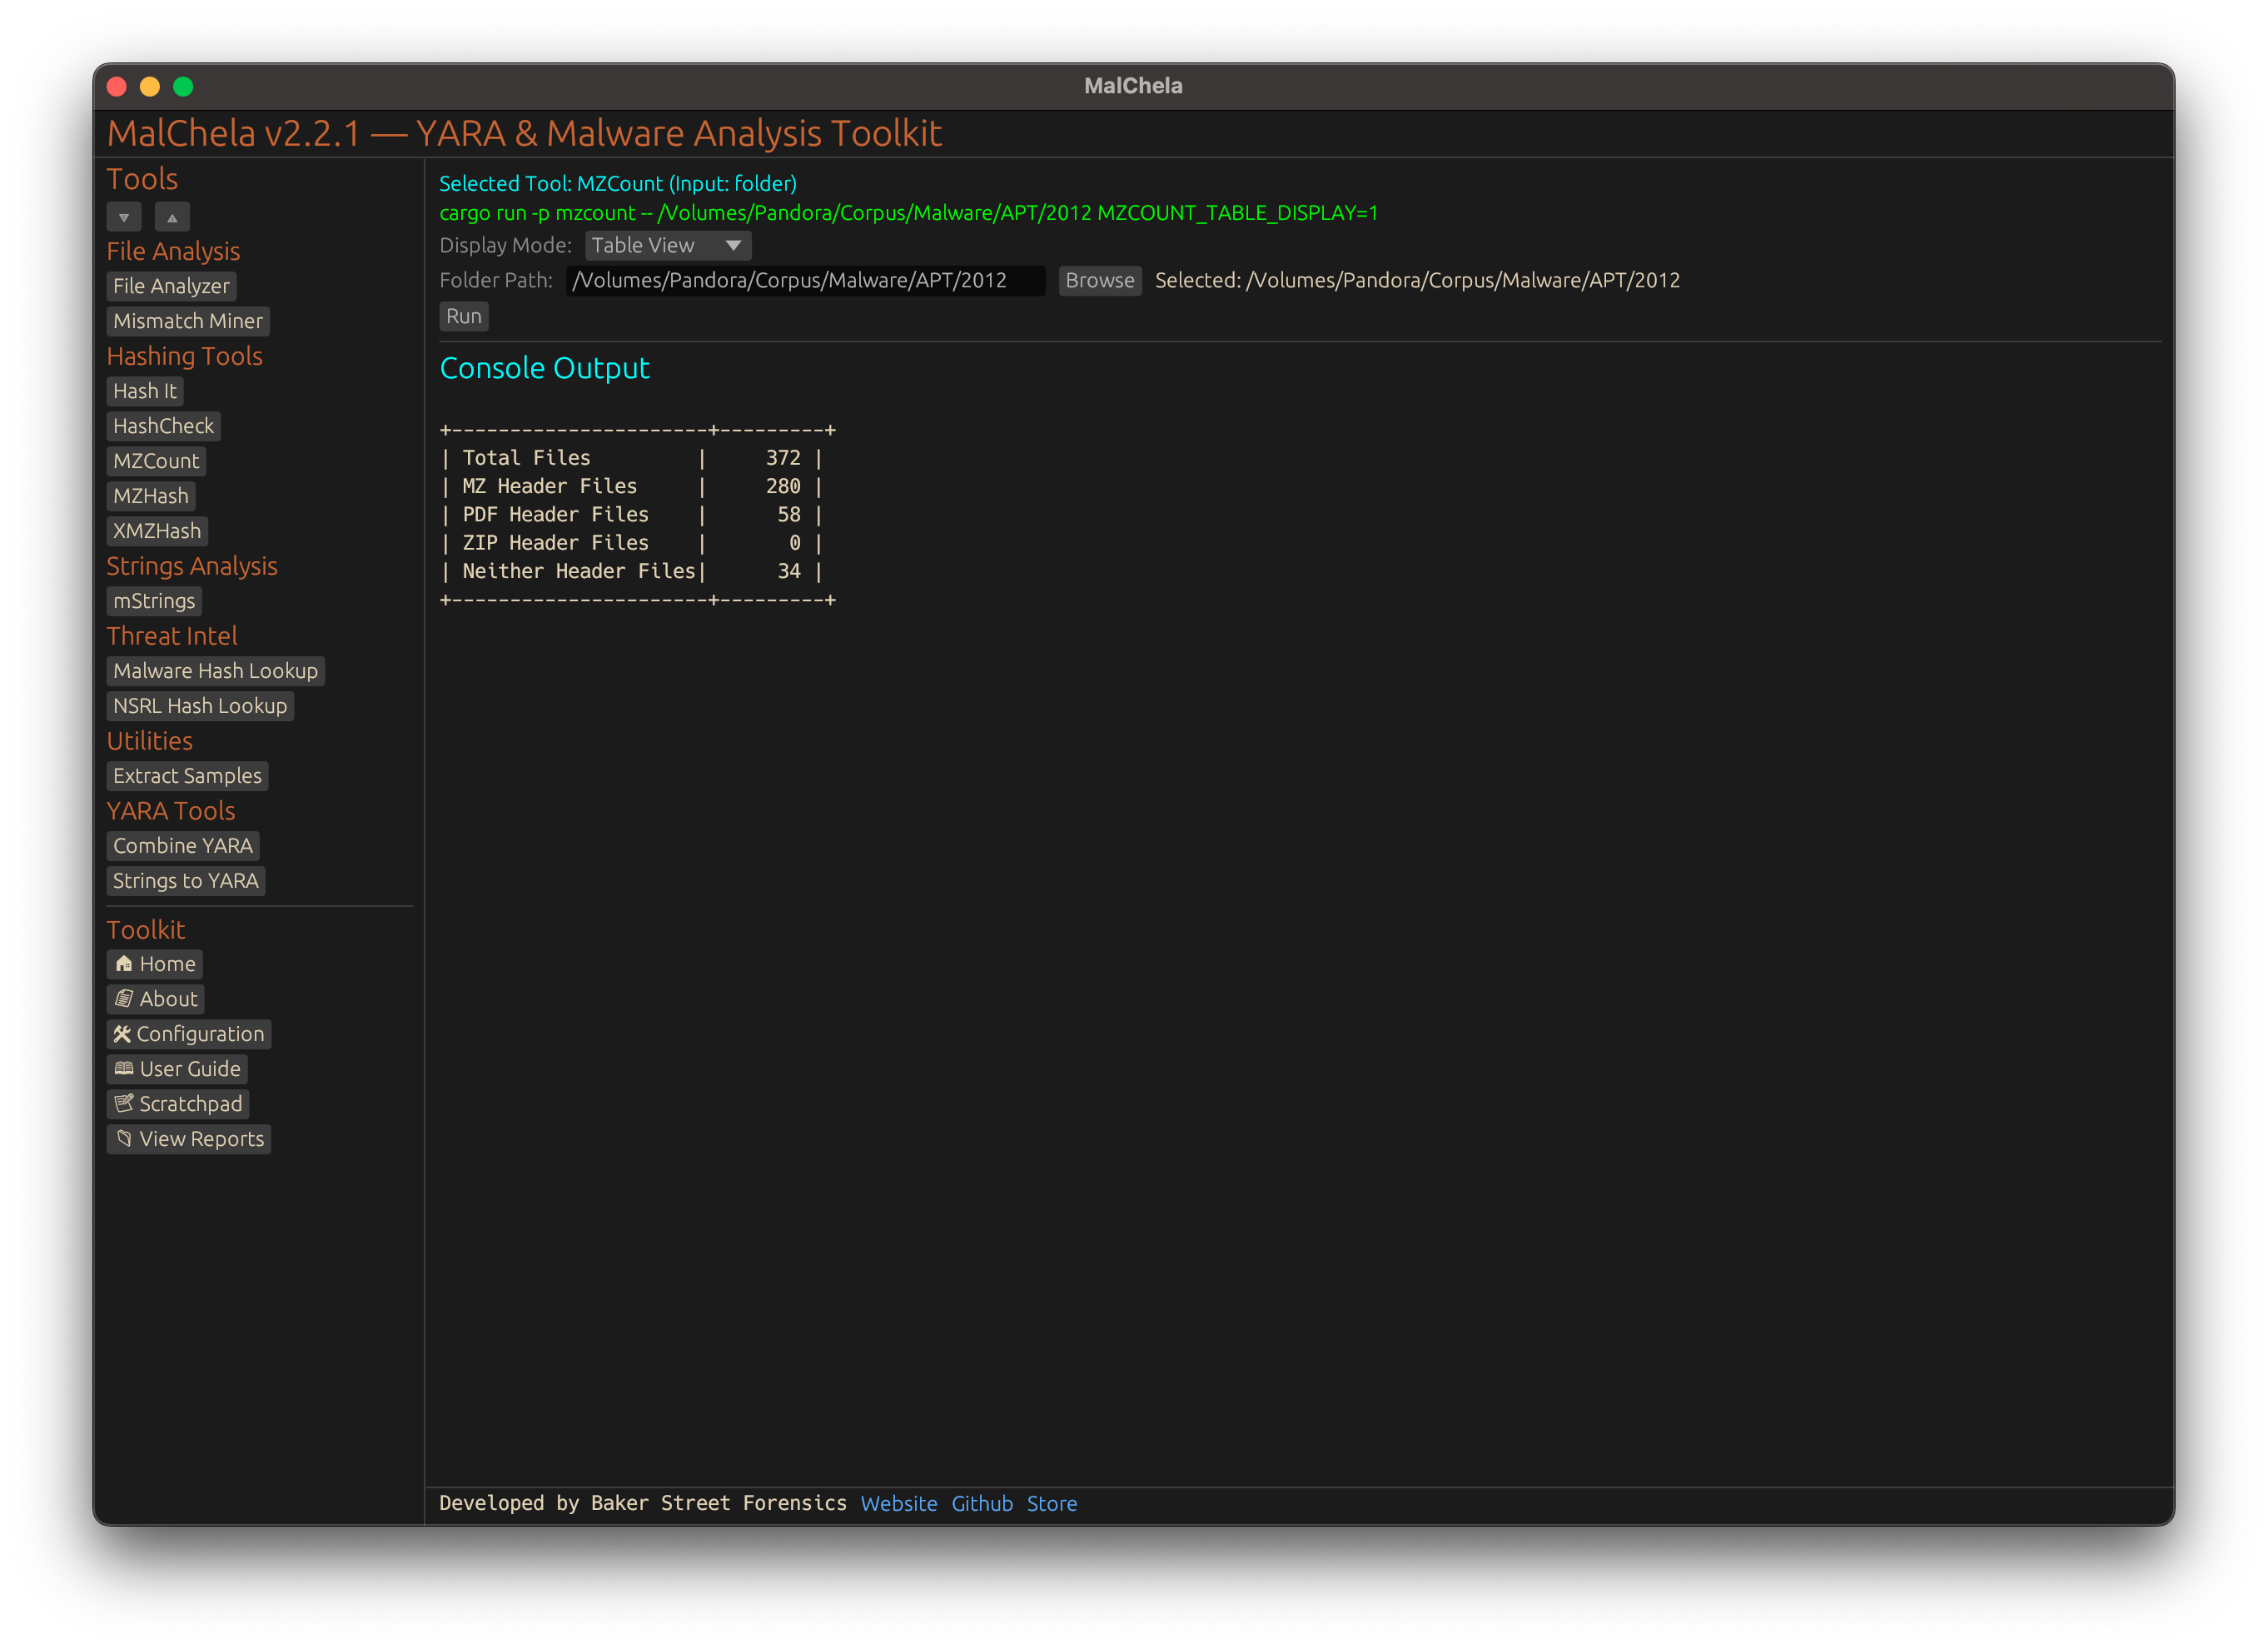 MalChela
MalChela v2.2.1 — YARA & Malware Analysis Toolkit
Tools
File Analysis
File Analyzer
Mismatch Miner
Hashing Tools
Hash It
HashCheck
MZCount
MZHash
XMZHash
Strings Analysis
mStrings
Threat Intel
Malware Hash Lookup
NSRL Hash Lookup
Utilities
Extract Samples
YARA Tools
Combine YARA
Strings to YARA
Toolkit
Home
About
Configuration
User Guide
Scratchpad
View Reports
Selected Tool: MZCount (Input: folder)
cargo run -p mzcount -- /Volumes/Pandora/Corpus/Malware/APT/2012 MZCOUNT_TABLE_DISPLAY=1
Display Mode: Table View
Folder Path: /Volumes/Pandora/Corpus/Malware/APT/2012 Browse Selected: /Volumes/Pandora/Corpus/Malware/APT/2012
Run
Console Output
+----------------------+---------+
| Total Files         |     372 |
| MZ Header Files     |     280 |
| PDF Header Files    |      58 |
| ZIP Header Files    |       0 |
| Neither Header Files|      34 |
+----------------------+---------+
Developed by Baker Street Forensics Website Github Store